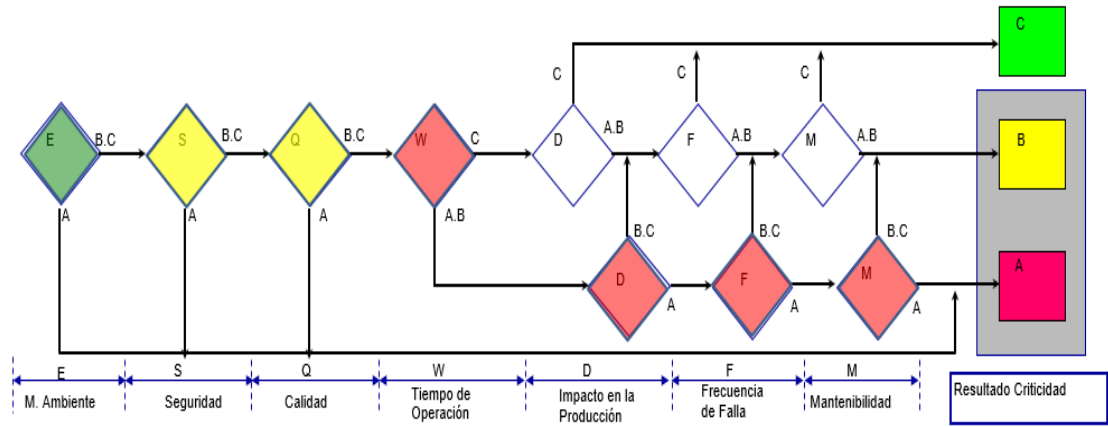 C
C
C
C
E
B.C
S
B.C
Q
B.C
W
C
D
A.B
F
A.B
M
A.B
B
A
A
A
A.B
B.C
B.C
B.C
D
A
F
A
M
A
A
E
S
Q
W
D
F
M
M. Ambiente
Seguridad
Calidad
Tiempo de
Operación
Impacto en la
Producción
Frecuencia
de Falla
Mantenibilidad
Resultado Criticidad